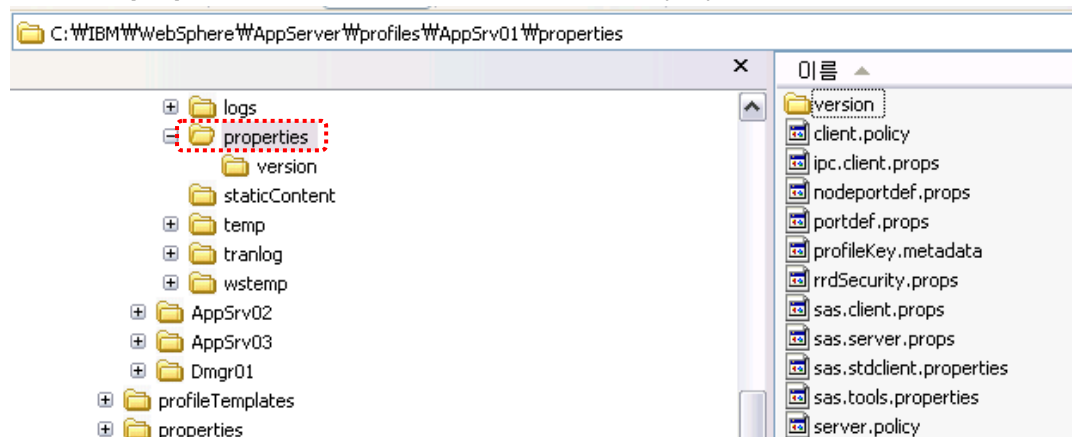 C:₩IBM₩WebSphere₩AppServer₩profiles₩AppSrv01₩properties
logs
properties
version
staticContent
temp
tranlog
wstemp
AppSrv02
AppSrv03
Dmgr01
profileTemplates
properties
이름
version
client.policy
ipc.client.props
nodeportdef.props
portdef.props
profileKey.metadata
rrdSecurity.props
sas.client.props
sas.server.props
sas.stdclient.properties
sas.tools.properties
server.policy